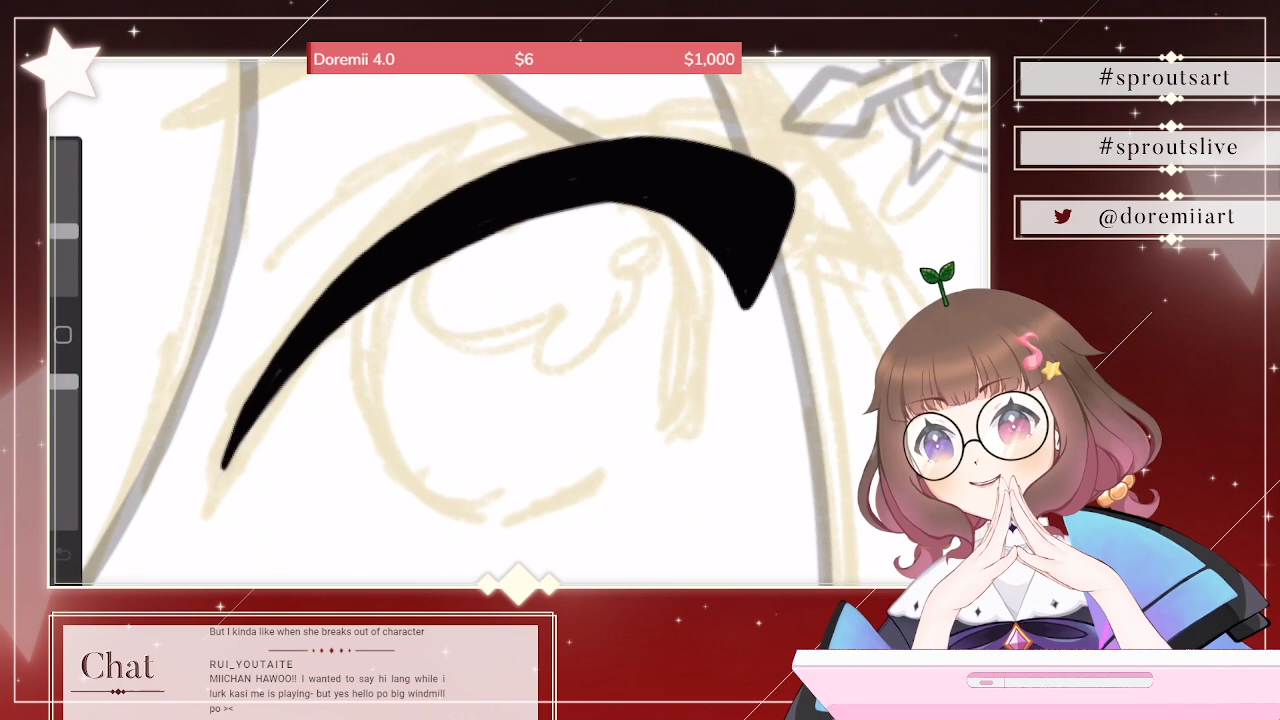 Doremii 4.0 $6 $1,000
#sproutsart
#sproutslive
@doremiiart
Chat
But I kinda like when she breaks out of character
RUI_YOUTAITE
MIICHAN HAWOO!! I wanted to say hi lang while i
lurk kasi me is playing- but yes hello po big windmill
po ><